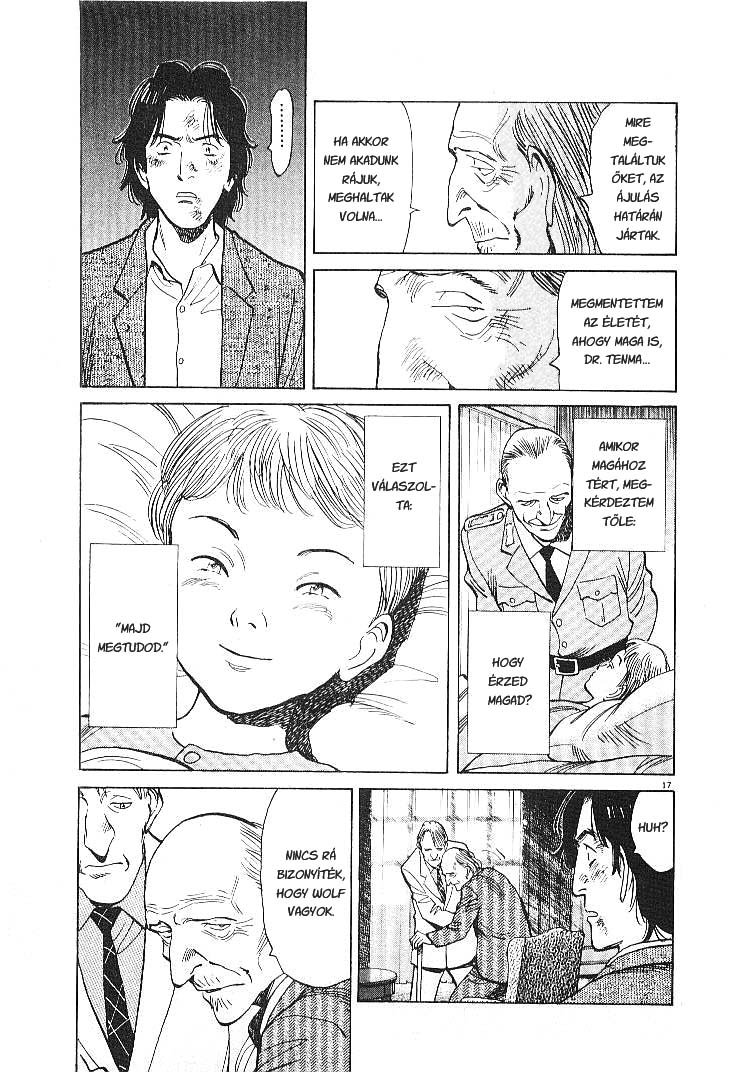 MIRE
MEG-
TALÁLTUK
ŐKET, AZ
ÁJULÁS
HATÁRÁN
JÁRTAK.
HA AKKOR
NEM AKADUNK
RÁJUK,
MEGHALTAK
VOLNA...
MEGMENTETTEM
AZ ÉLETÉT,
AHOGY MAGA IS,
DR. TENMA...
........
AMIKOR
MAGÁHOZ
TÉRT, MEG-
KÉRDEZTEM
TŐLE:
HOGY
ÉRZED
MAGAD?
EZT
VÁLASZOL-
TA:
"MAJD
MEGTUDOD."
17
HUH?
NINCS RÁ
BIZONYÍTÉK,
HOGY WOLF
VAGYOK.